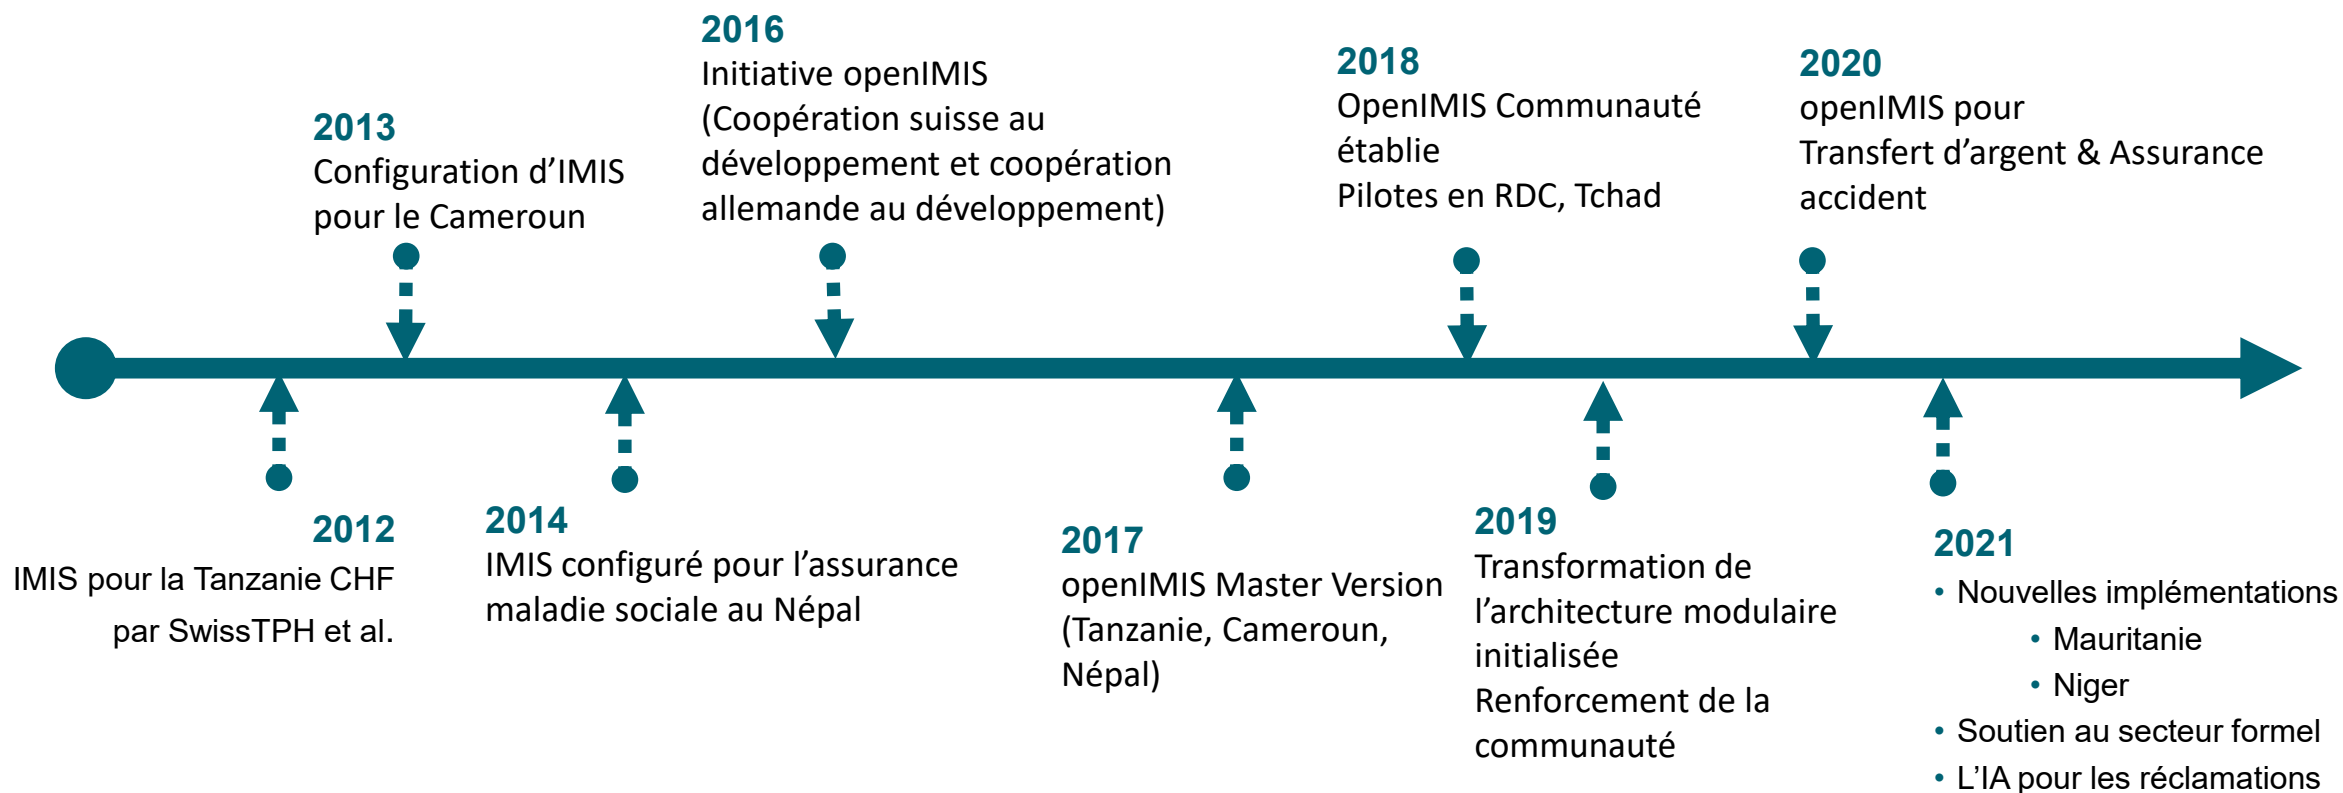 2012
IMIS pour la Tanzanie CHF
par SwissTPH et al.
2013
Configuration d’IMIS
pour le Cameroun
2014
IMIS configuré pour l’assurance
maladie sociale au Népal
2016
Initiative openIMIS
(Coopération suisse au
développement et coopération
allemande au développement)
2017
openIMIS Master Version
(Tanzanie, Cameroun,
Népal)
2018
OpenIMIS Communauté
établie
Pilotes en RDC, Tchad
2019
Transformation de
l’architecture modulaire
initialisée
Renforcement de la
communauté
2020
openIMIS pour
Transfert d’argent & Assurance
accident
2021
• Nouvelles implémentations
• Mauritanie
• Niger
• Soutien au secteur formel
• L’IA pour les réclamations